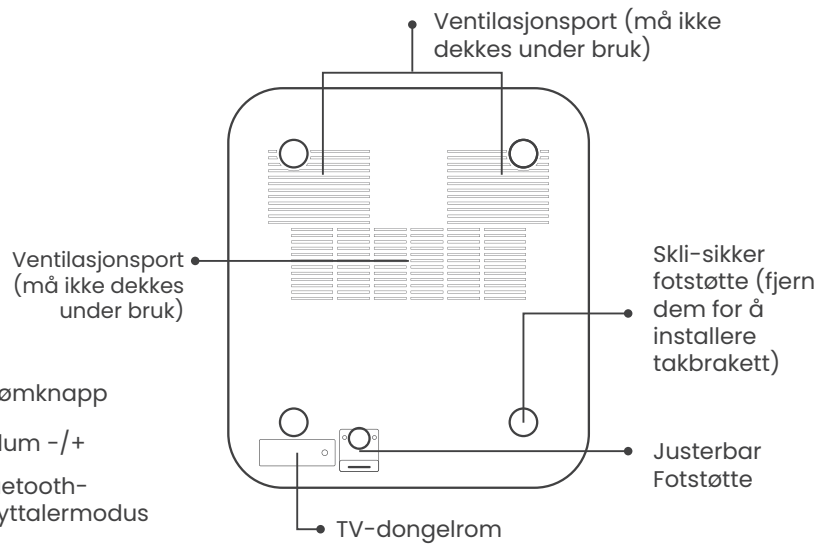 Ventilasjonsport (må ikke
dekkes under bruk)
Ventilasjonsport
(må ikke dekkes
under bruk)
Skli-sikker
fotstøtte (fjern
dem for å
installere
takbrakett)
ømknapp
lum -/+
etooth-
yttalermodus
Justerbar
Fotstøtte
TV-dongelrom